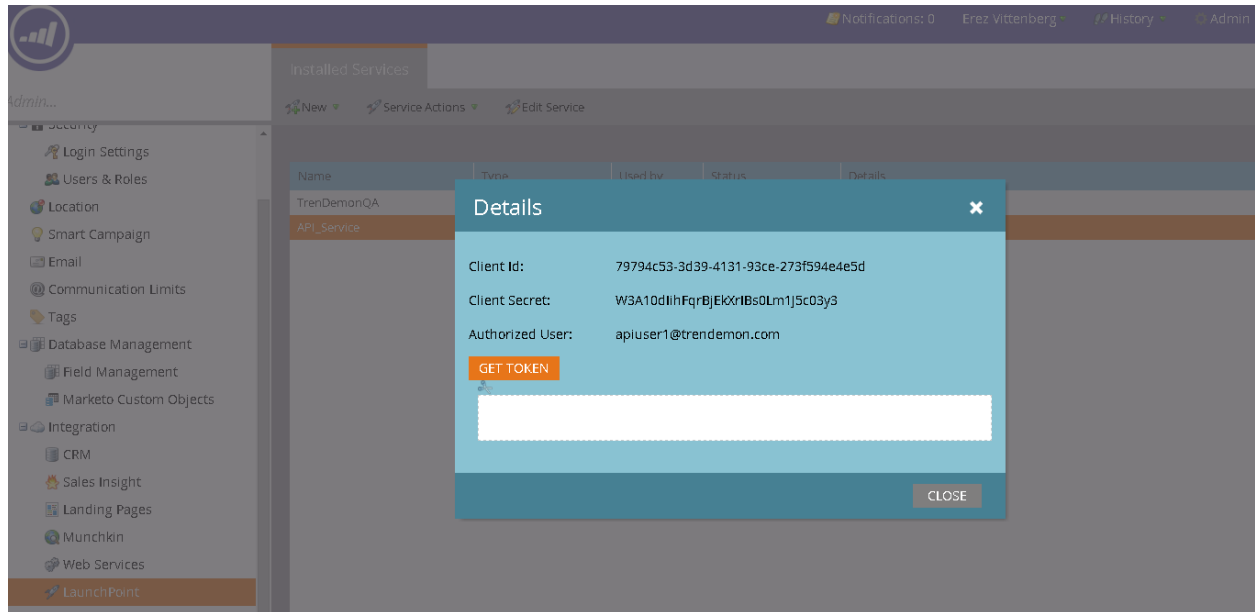 Notifications: 0 Erez Vittenberg History Admin
Installed Services
Admin...
New Service Actions Edit Service
Security
Login Settings
Users & Roles
Location
Smart Campaign
Email
Communication Limits
Tags
Database Management
Field Management
Marketo Custom Objects
Integration
CRM
Sales Insight
Landing Pages
Munchkin
Web Services
LaunchPoint
Name Type Used by Status Details
TrenDemonQA
API_Service
Details
Client Id: 79794c53-3d39-4131-93ce-273f594e4e5d
Client Secret: W3A10dIihFqrBjEkXrIBs0Lm1J5c03y3
Authorized User: apiuser1@trendemon.com
GET TOKEN
CLOSE